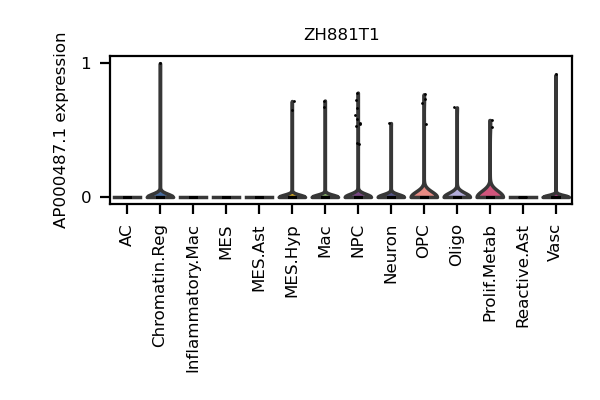 ZH881T1
AP000487.1 expression
1
0
AC
Chromatin.Reg
Inflammatory.Mac
MES
MES.Ast
MES.Hyp
Mac
NPC
Neuron
OPC
Oligo
Prolif.Metab
Reactive.Ast
Vasc